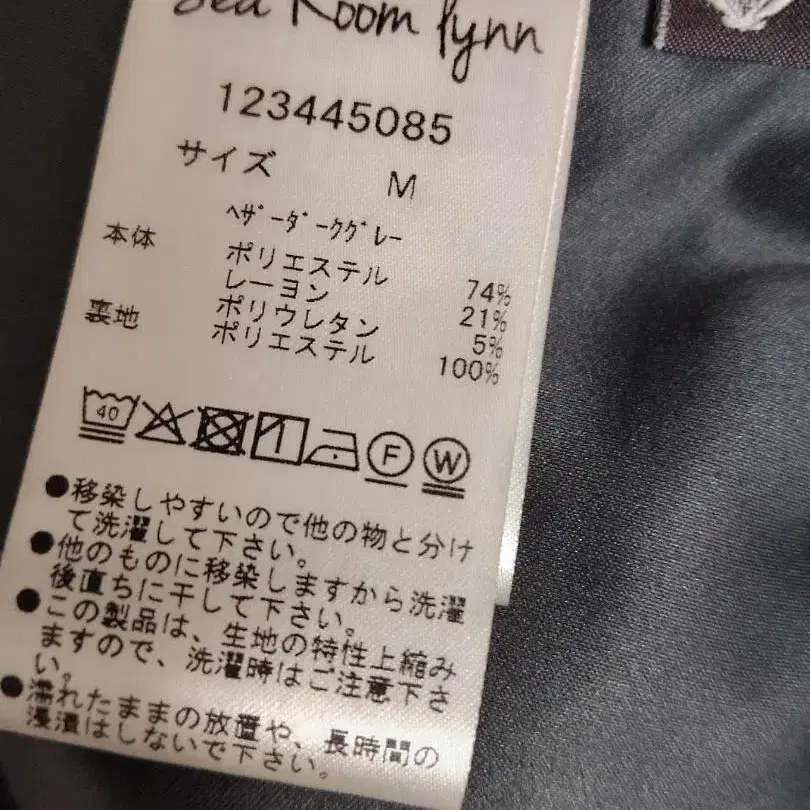 Sea Room lynn
123445085
サイズ M
ﾍｻﾞｰﾀﾞｰｸｸﾞﾚｰ
本体 ポリエステル 74%
レーヨン 21%
ポリウレタン 5%
裏地 ポリエステル 100%
40 F W
●移染しやすいので他の物と分け
て洗濯して下さい。
●他のものに移染しますから洗濯
後直ちに干して下さい。
●この製品は、生地の特性上縮み
ますので、洗濯時はご注意下さ
い。
●濡れたままの放置や、長時間の
浸漬はしないで下さい。